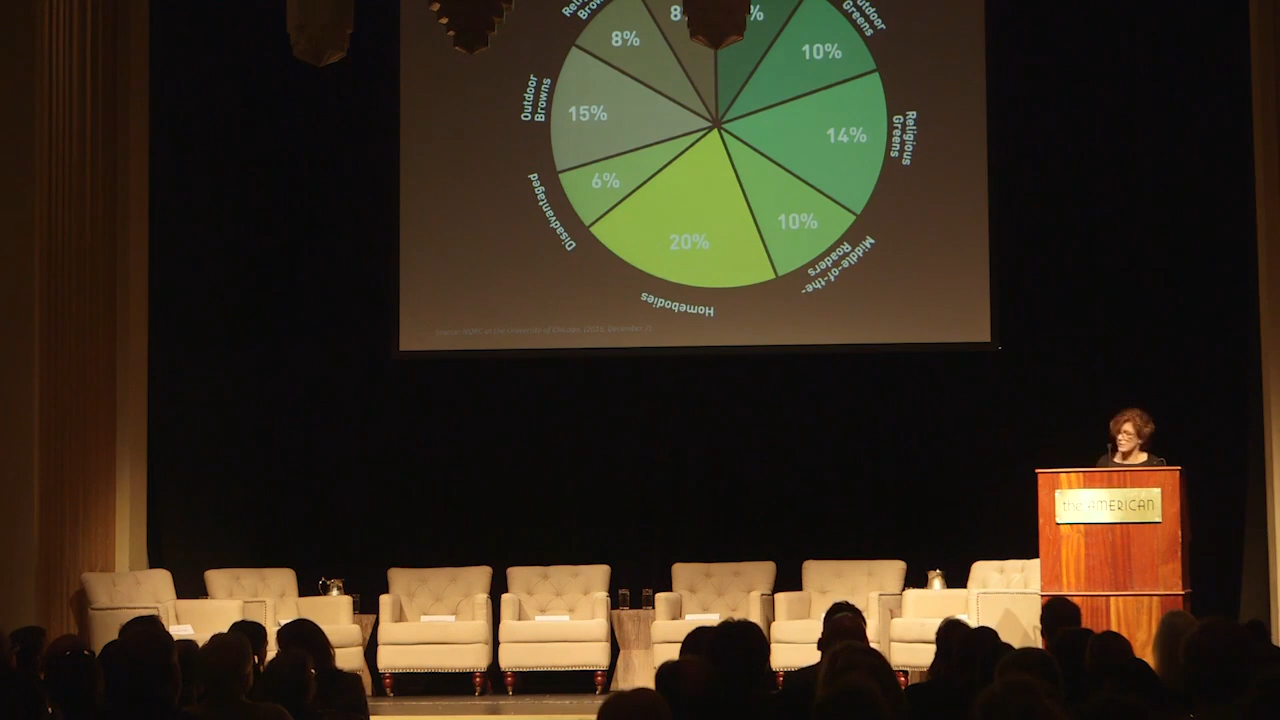 8%
8
%
10%
Outdoor
Greens
Outdoor
Browns
15%
14%
Religious
Greens
6%
Disadvantaged
20%
10%
Middle-of-the-
Roaders
Homebodies
the AMERICAN